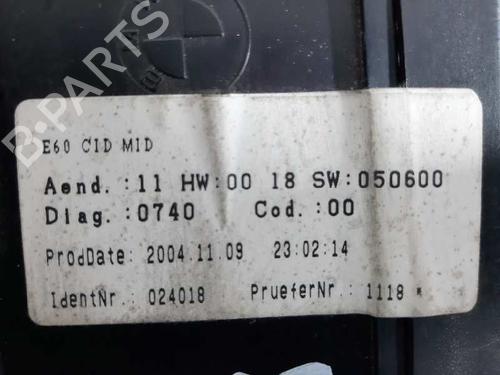 B-PARTS
E60 CID MID
Aend.:11 HW:00 18 SW:050600
Diag.:0740 Cod.:00
ProdDate: 2004.11.09 23:02:14
IdentNr.: 024018 PrueferNr.: 1118 *